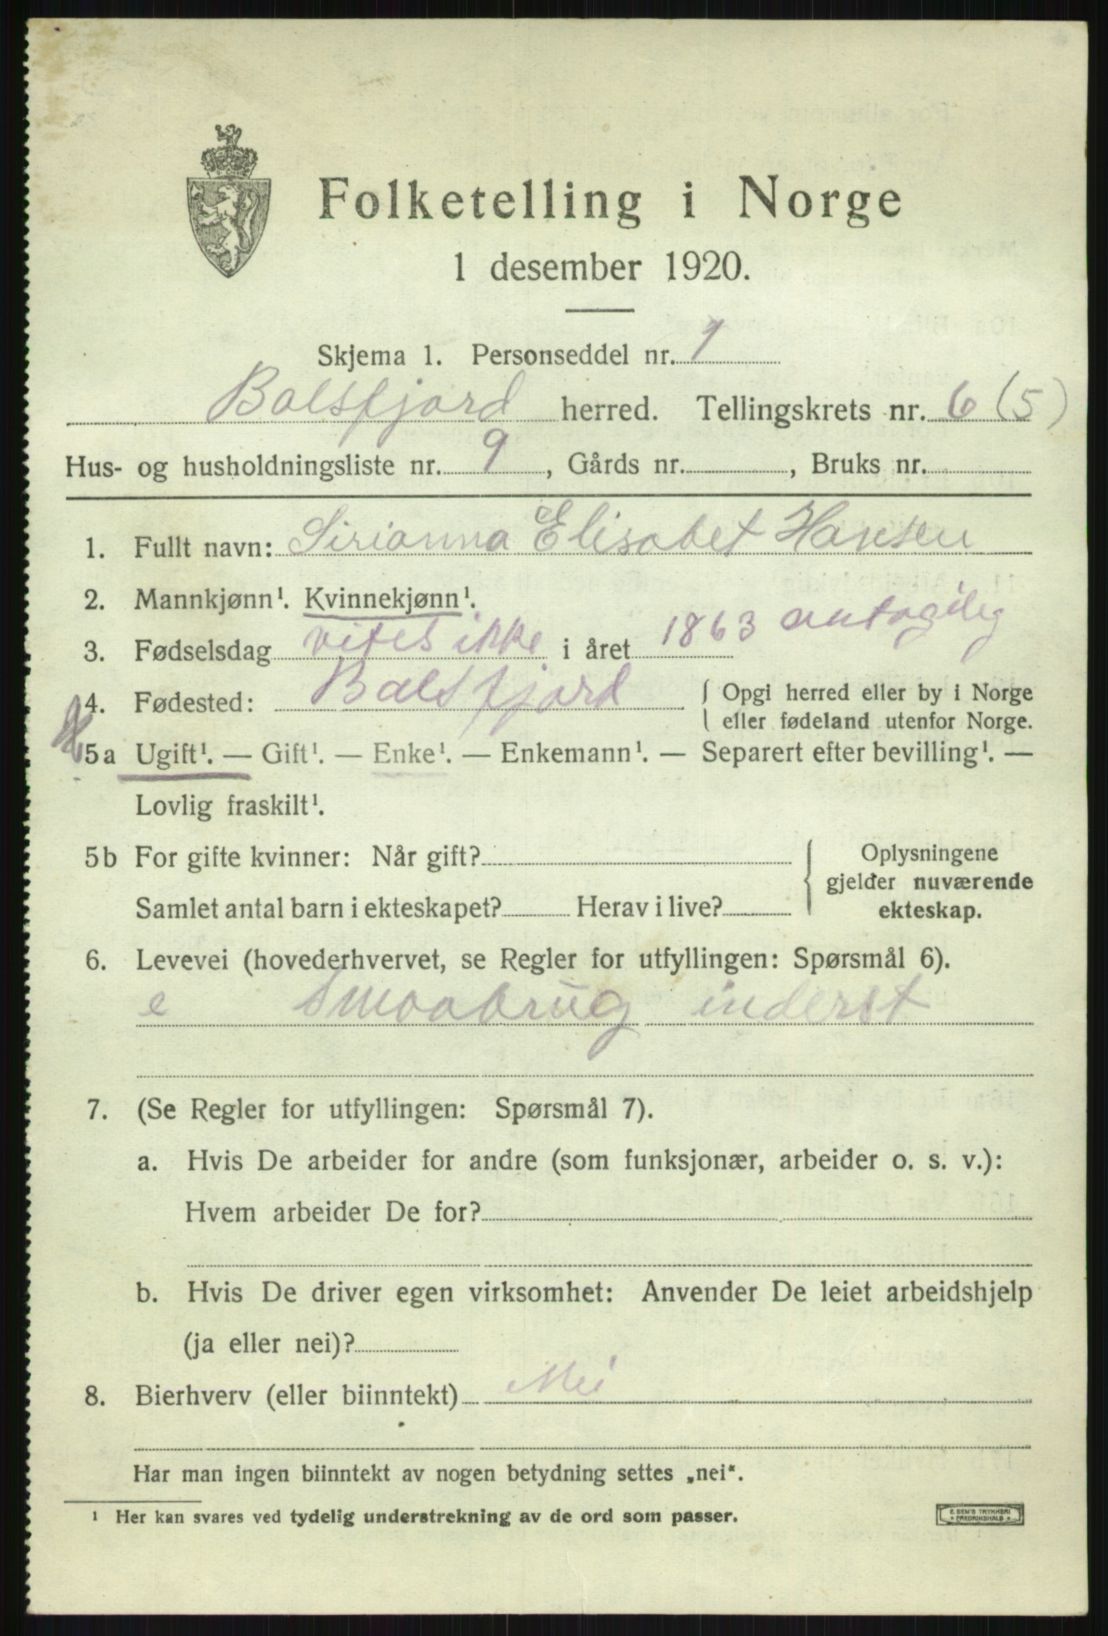 Folketelling i Norge
1 desember 1920.
Skjema 1. Personseddel nr. 1
Balsfjord herred. Tellingskrets nr. 6 (5)
Hus- og husholdningsliste nr. 9, Gårds nr. , Bruks nr.
1. Fullt navn: Sirianna Elisabet Hansen
2. Mannkjønn¹. Kvinnekjønn¹.
3. Fødselsdag vites ikke i året 1863 antagelig
4. Fødested: Balsfjord { Opgi herred eller by i Norge
eller fødeland utenfor Norge.
5a Ugift¹. — Gift¹. — Enke¹. — Enkemann¹. — Separert efter bevilling¹. —
Lovlig fraskilt¹.
5b For gifte kvinner: Når gift? Oplysningene
gjelder nuværende
Samlet antal barn i ekteskapet? Herav i live? ekteskap.
6. Levevei (hovederhvervet, se Regler for utfyllingen: Spørsmål 6).
e Smaabrug inderst
7. (Se Regler for utfyllingen: Spørsmål 7).
a. Hvis De arbeider for andre (som funksjonær, arbeider o. s. v.):
Hvem arbeider De for?
b. Hvis De driver egen virksomhet: Anvender De leiet arbeidshjelp
(ja eller nei)?
8. Bierhverv (eller biinntekt) Nei
Har man ingen biinntekt av nogen betydning settes „nei“.
¹ Her kan svares ved tydelig understrekning av de ord som passer.